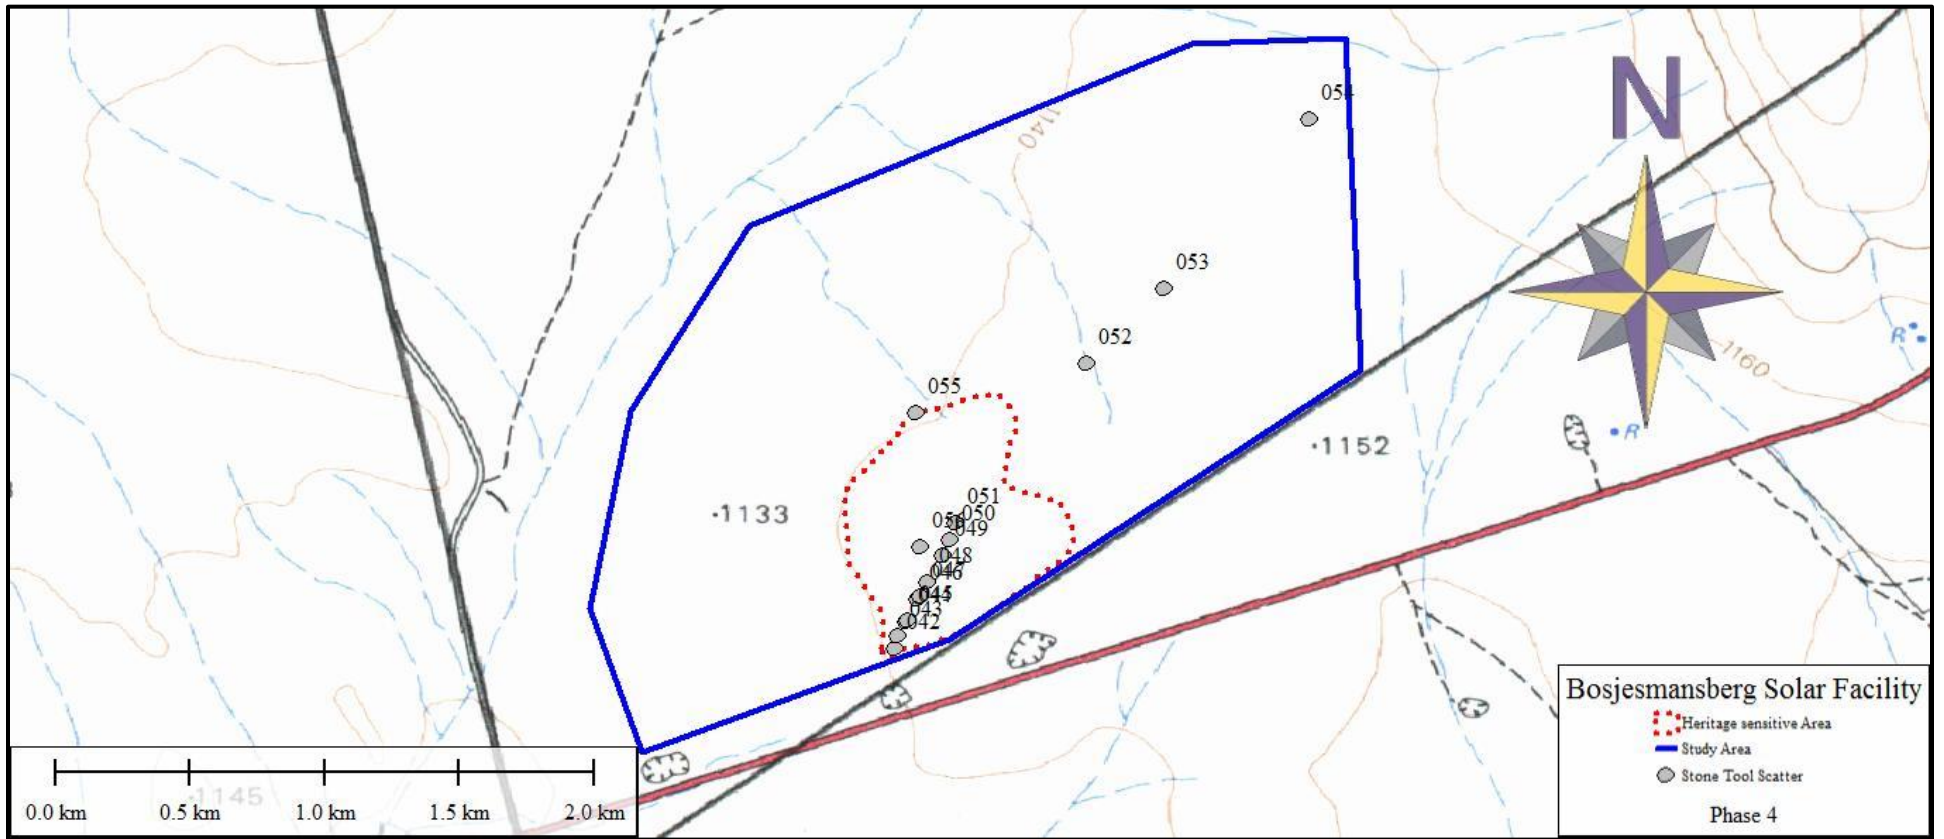 N
054
1140
053
052
1160
R
055
R
1152
051
050
1133
049
048
046
045
043
042
Bosjesmansberg Solar Facility
Heritage sensitive Area
Study Area
Stone Tool Scatter
Phase 4
1145
0.0 km 0.5 km 1.0 km 1.5 km 2.0 km